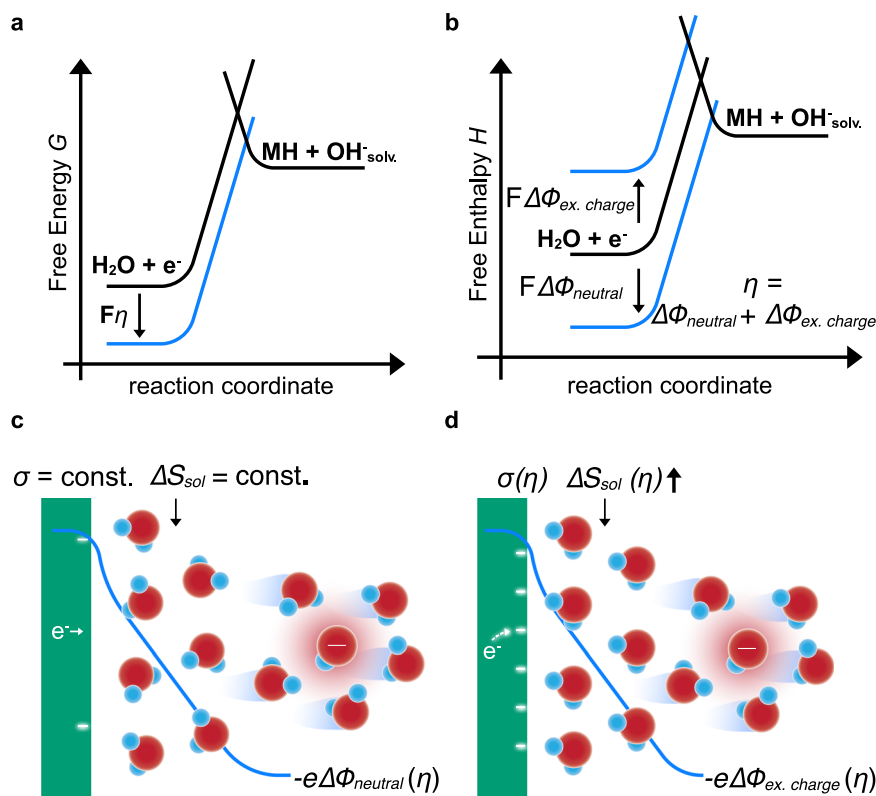 a
Free Energy G
H₂O + e⁻
Fη
MH + OH⁻solv.
reaction coordinate
b
Free Enthalpy H
FΔΦex. charge
H₂O + e⁻
FΔΦneutral
η =
ΔΦneutral + ΔΦex. charge
MH + OH⁻solv.
reaction coordinate
c
σ = const. ΔSsol = const.
e⁻
-eΔΦneutral(η)
d
σ(η) ΔSsol (η)
e⁻
-eΔΦex. charge(η)